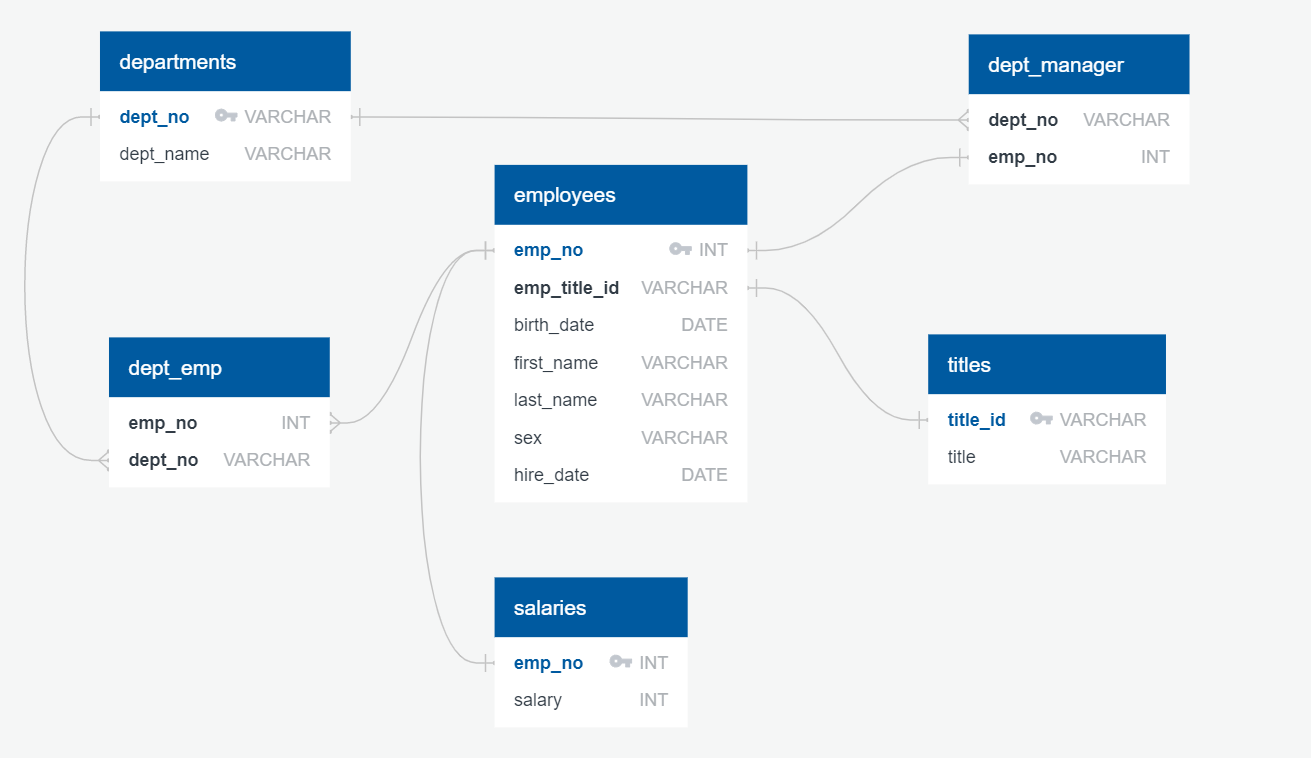 departments
dept_no VARCHAR
dept_name VARCHAR
dept_manager
dept_no VARCHAR
emp_no INT
employees
emp_no INT
emp_title_id VARCHAR
birth_date DATE
first_name VARCHAR
last_name VARCHAR
sex VARCHAR
hire_date DATE
dept_emp
emp_no INT
dept_no VARCHAR
titles
title_id VARCHAR
title VARCHAR
salaries
emp_no INT
salary INT